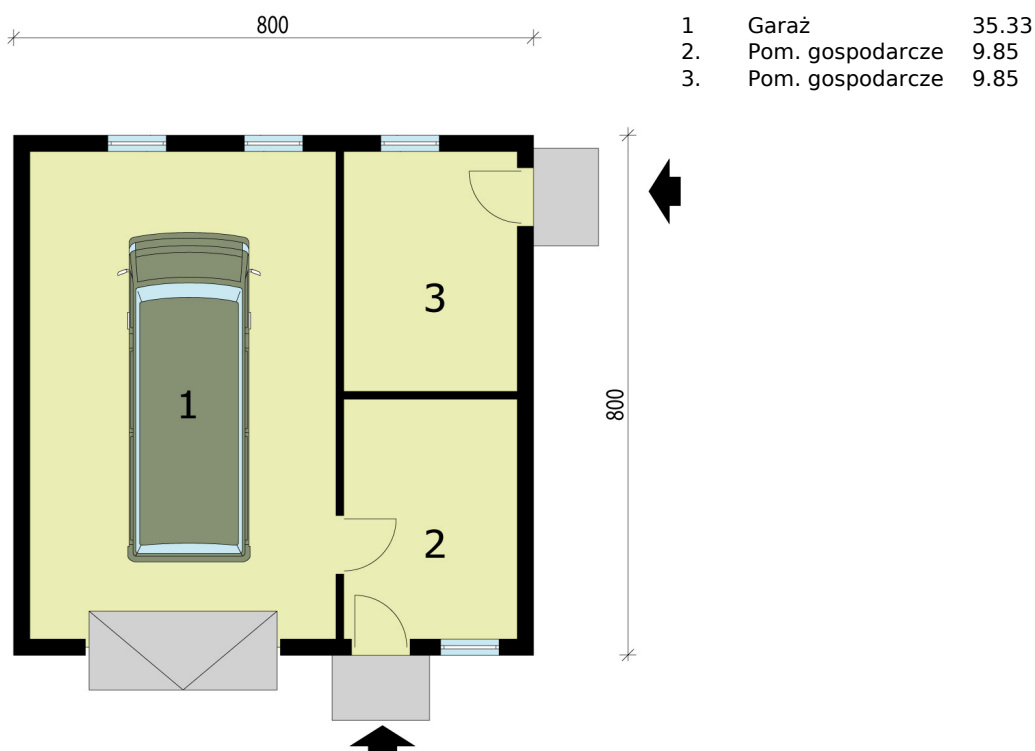 800
1 Garaż 35.33
2. Pom. gospodarcze 9.85
3. Pom. gospodarcze 9.85
3
1
800
2